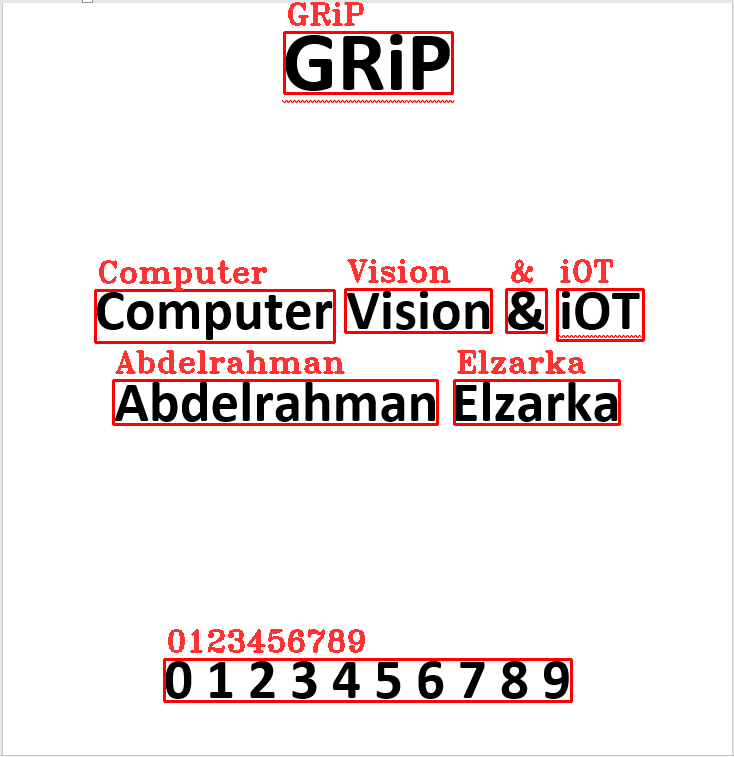 GRiP
GRiP
Computer Vision & iOT
Computer Vision & iOT
Abdelrahman Elzarka
Abdelrahman Elzarka
0123456789
0 1 2 3 4 5 6 7 8 9